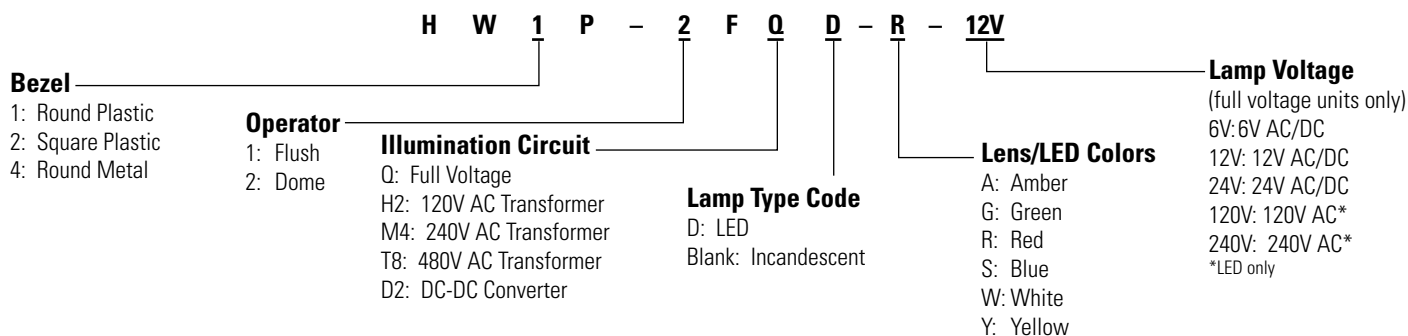 H W 1 P – 2 F Q D – R – 12V
Bezel
1: Round Plastic
2: Square Plastic
4: Round Metal
Operator
1: Flush
2: Dome
Illumination Circuit
Q: Full Voltage
H2: 120V AC Transformer
M4: 240V AC Transformer
T8: 480V AC Transformer
D2: DC-DC Converter
Lamp Type Code
D: LED
Blank: Incandescent
Lens/LED Colors
A: Amber
G: Green
R: Red
S: Blue
W: White
Y: Yellow
Lamp Voltage
(full voltage units only)
6V: 6V AC/DC
12V: 12V AC/DC
24V: 24V AC/DC
120V: 120V AC*
240V: 240V AC*
*LED only